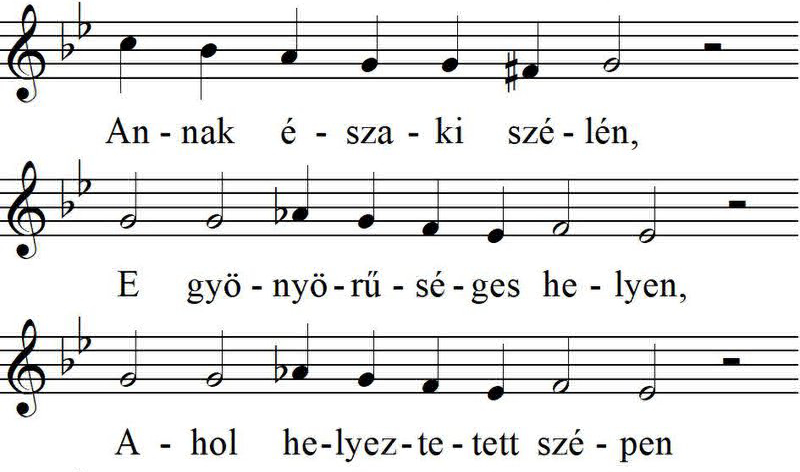 An - nak é - sza - ki szé - lén,
E gyö - nyö - rű - sé - ges he - lyen,
A - hol he - lyez - te - tett szé - pen